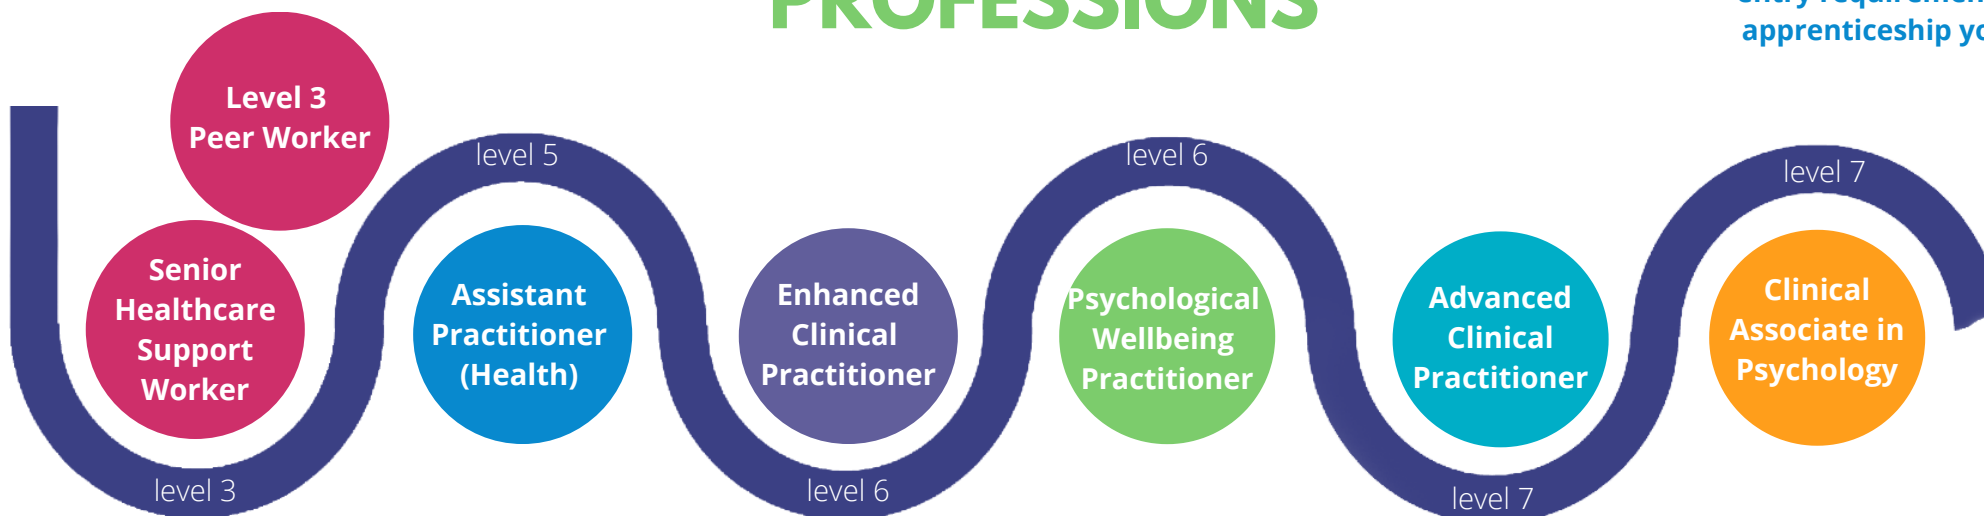 PROFESSIONS
entry requiremen
apprenticeship yo
Level 3
Peer Worker
level 5
level 6
level 7
Senior
Healthcare
Support
Worker
Assistant
Practitioner
(Health)
Enhanced
Clinical
Practitioner
Psychological
Wellbeing
Practitioner
Advanced
Clinical
Practitioner
Clinical
Associate in
Psychology
level 3
level 6
level 7